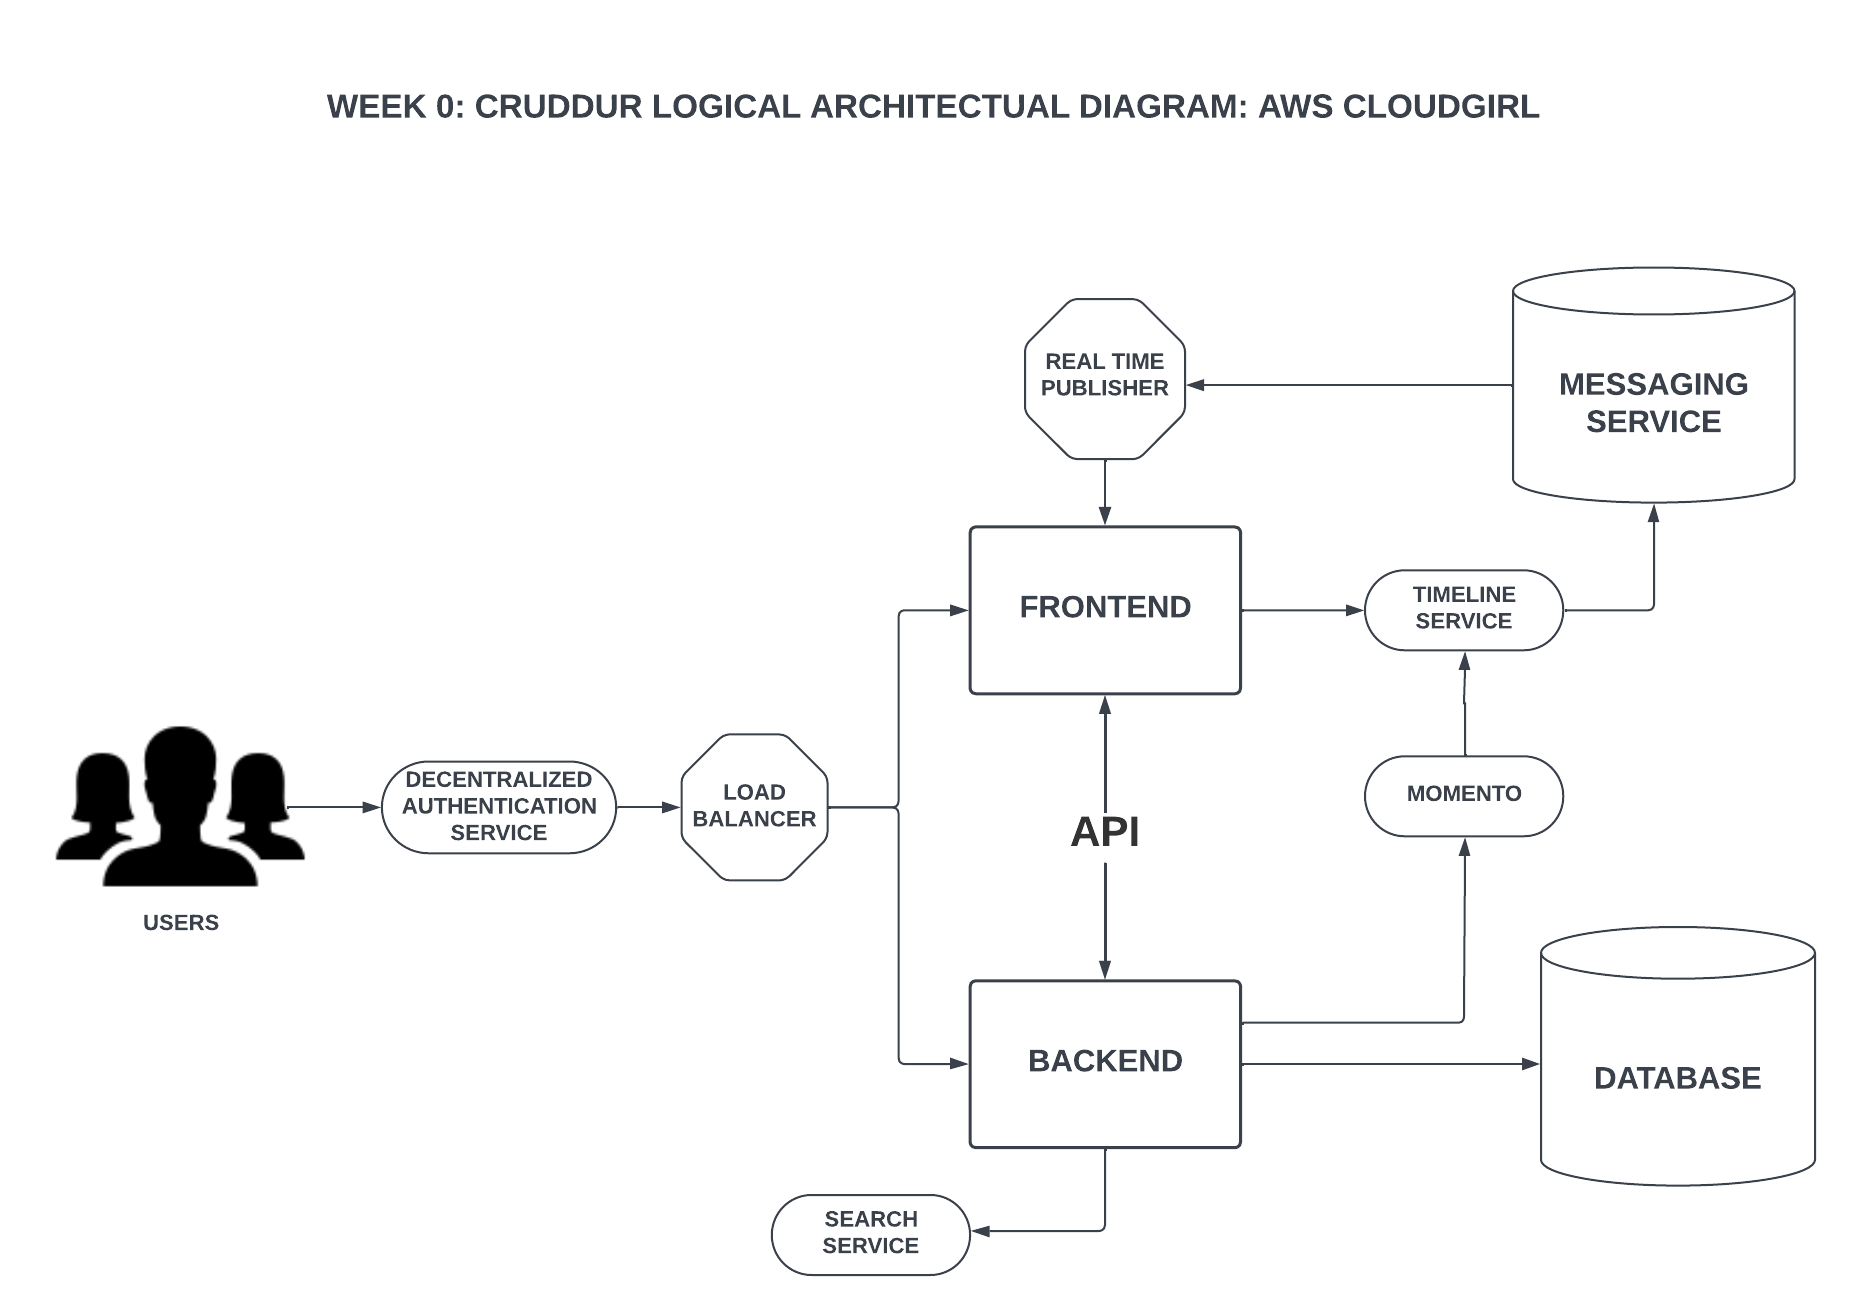 WEEK 0: CRUDDUR LOGICAL ARCHITECTUAL DIAGRAM: AWS CLOUDGIRL
REAL TIME
PUBLISHER
MESSAGING
SERVICE
FRONTEND
TIMELINE
SERVICE
DECENTRALIZED
AUTHENTICATION
SERVICE
LOAD
BALANCER
API
MOMENTO
USERS
BACKEND
DATABASE
SEARCH
SERVICE